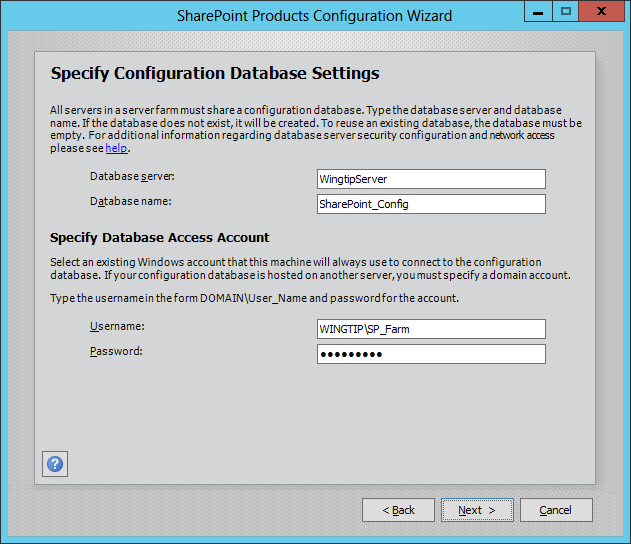 SharePoint Products Configuration Wizard
Specify Configuration Database Settings
All servers in a server farm must share a configuration database. Type the database server and database
name. If the database does not exist, it will be created. To reuse an existing database, the database must be
empty. For additional information regarding database server security configuration and network access
please see help.
Database server:
WingtipServer
Database name:
SharePoint_Config
Specify Database Access Account
Select an existing Windows account that this machine will always use to connect to the configuration
database. If your configuration database is hosted on another server, you must specify a domain account.
Type the username in the form DOMAIN\User_Name and password for the account.
Username:
WINGTIP\SP_Farm
Password:
●●●●●●●●●
?
< Back
Next >
Cancel